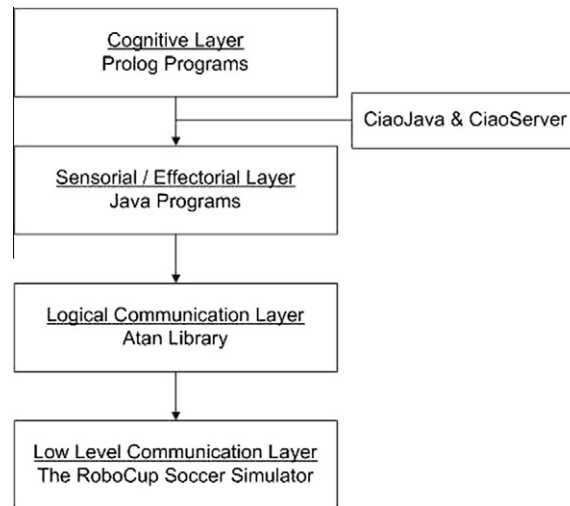 Cognitive Layer
Prolog Programs
CiaoJava & CiaoServer
Sensorial / Effectorial Layer
Java Programs
Logical Communication Layer
Atan Library
Low Level Communication Layer
The RoboCup Soccer Simulator